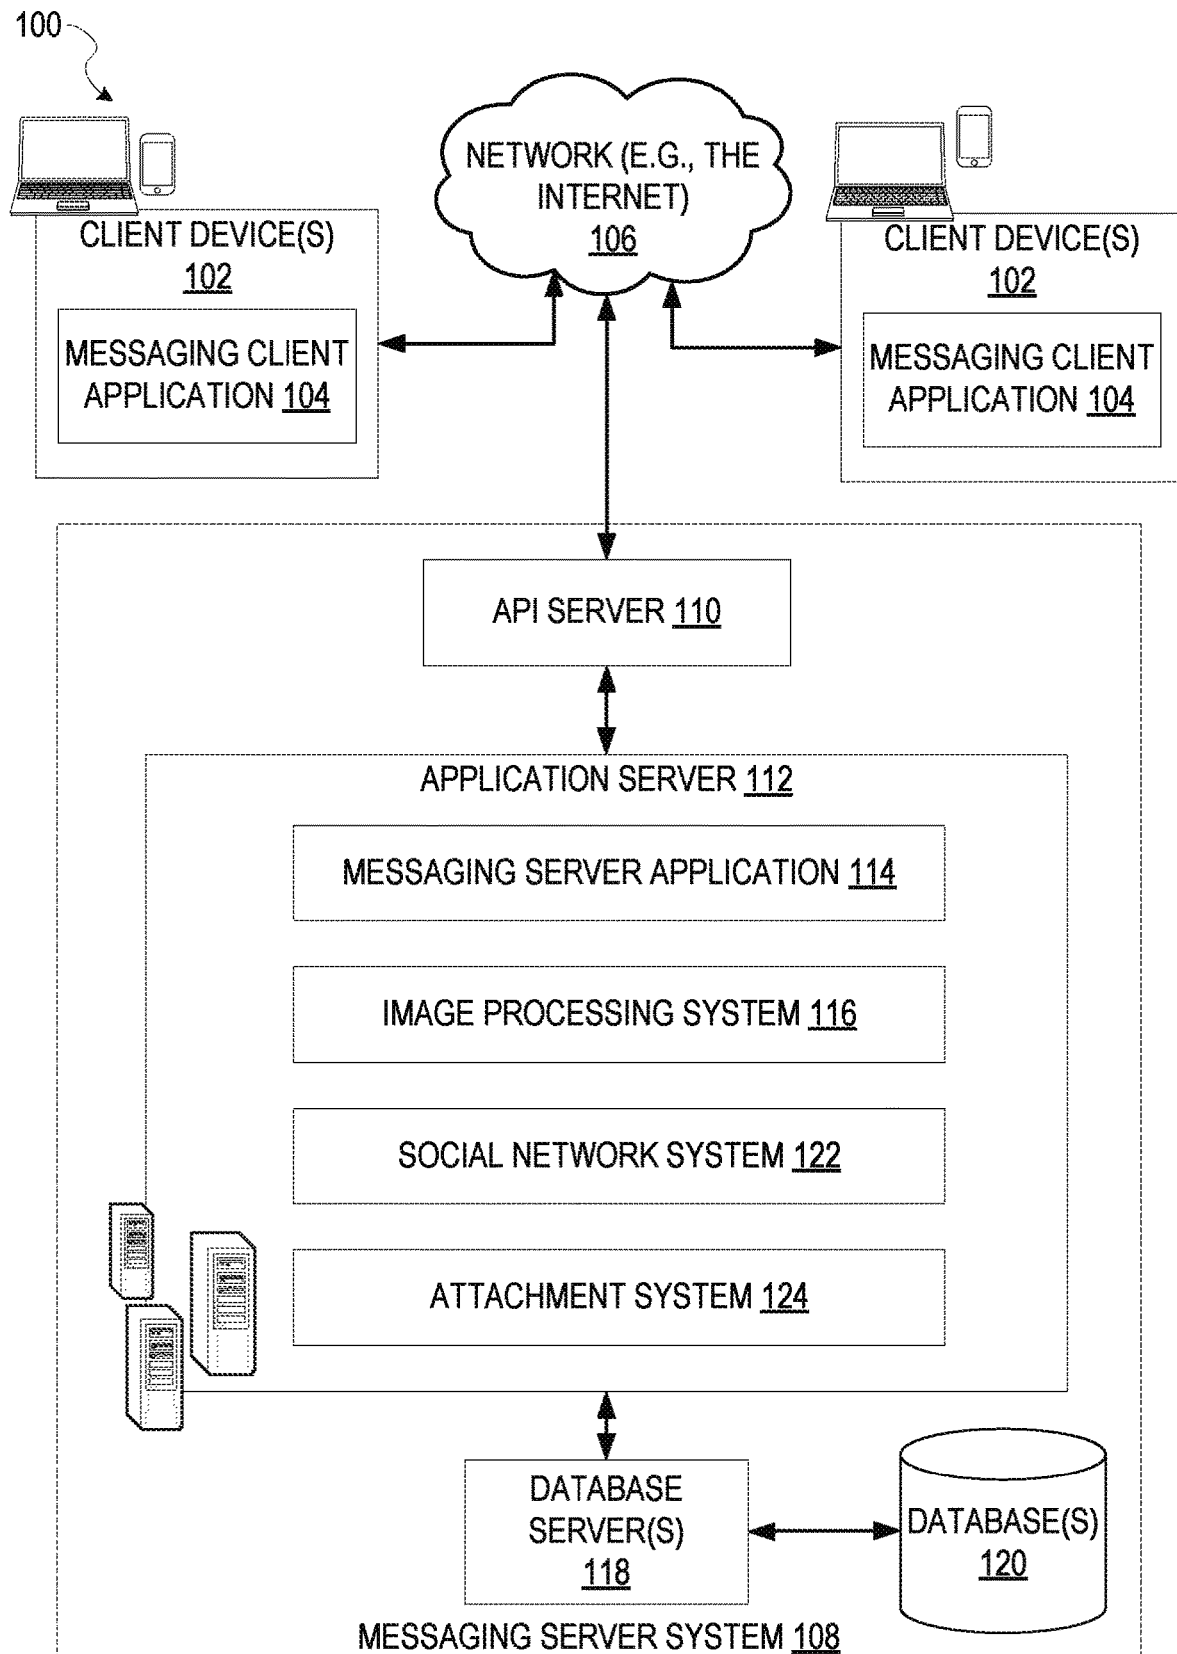 100
NETWORK (E.G., THE
INTERNET)
106
CLIENT DEVICE(S)
102
MESSAGING CLIENT
APPLICATION 104
CLIENT DEVICE(S)
102
MESSAGING CLIENT
APPLICATION 104
API SERVER 110
APPLICATION SERVER 112
MESSAGING SERVER APPLICATION 114
IMAGE PROCESSING SYSTEM 116
SOCIAL NETWORK SYSTEM 122
ATTACHMENT SYSTEM 124
DATABASE
SERVER(S)
118
DATABASE(S)
120
MESSAGING SERVER SYSTEM 108